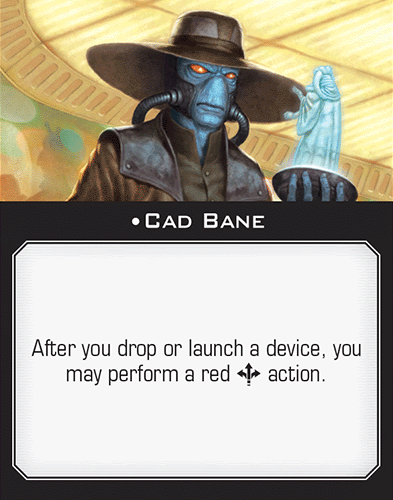 •Cad Bane
After you drop or launch a device, you
may perform a red action.